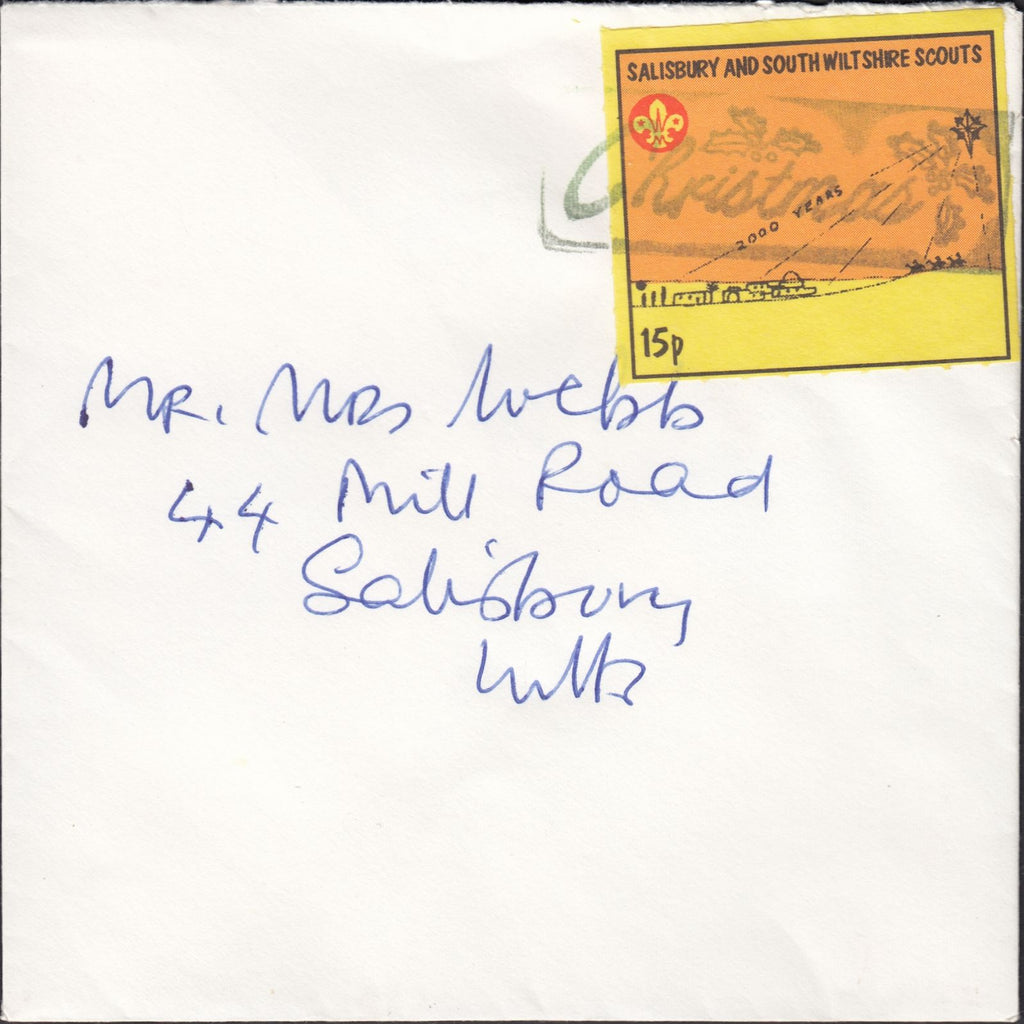 SALISBURY AND SOUTH WILTSHIRE SCOUTS
Christmas
2000 YEARS
15p
Mr. Mrs Webb
44 Mill Road
Salisbury
Wilts